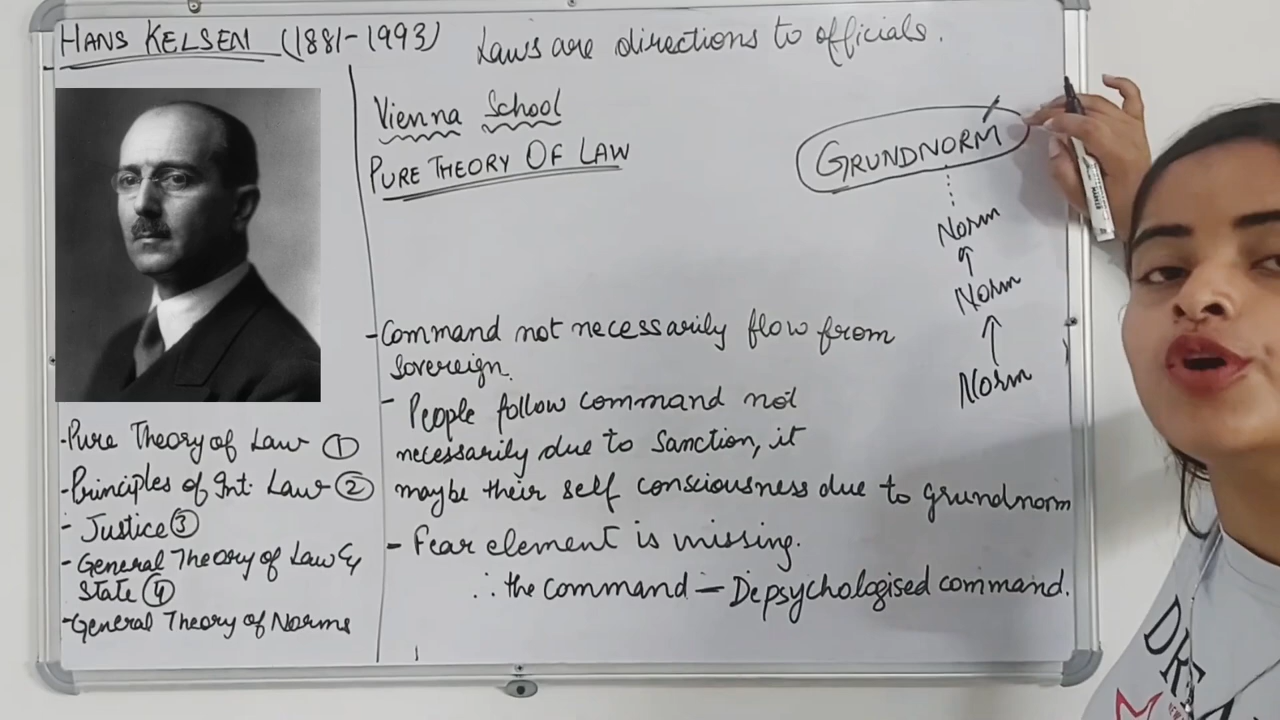 HANS KELSEN (1881-1993)
Laws are directions to officials.
Vienna School
PURE THEORY OF LAW
GRUNDNORM
Norm
Norm
Norm
-Command not necessarily flow from
sovereign.
- People follow command not
necessarily due to Sanction, it
maybe their self consciousness due to grundnorm
- Fear element is missing.
∴ the command — Depsychologised command.
-Pure Theory of Law ①
-Principles of Int. Law ②
- Justice ③
- General Theory of Law &
State ④
-General Theory of Norms